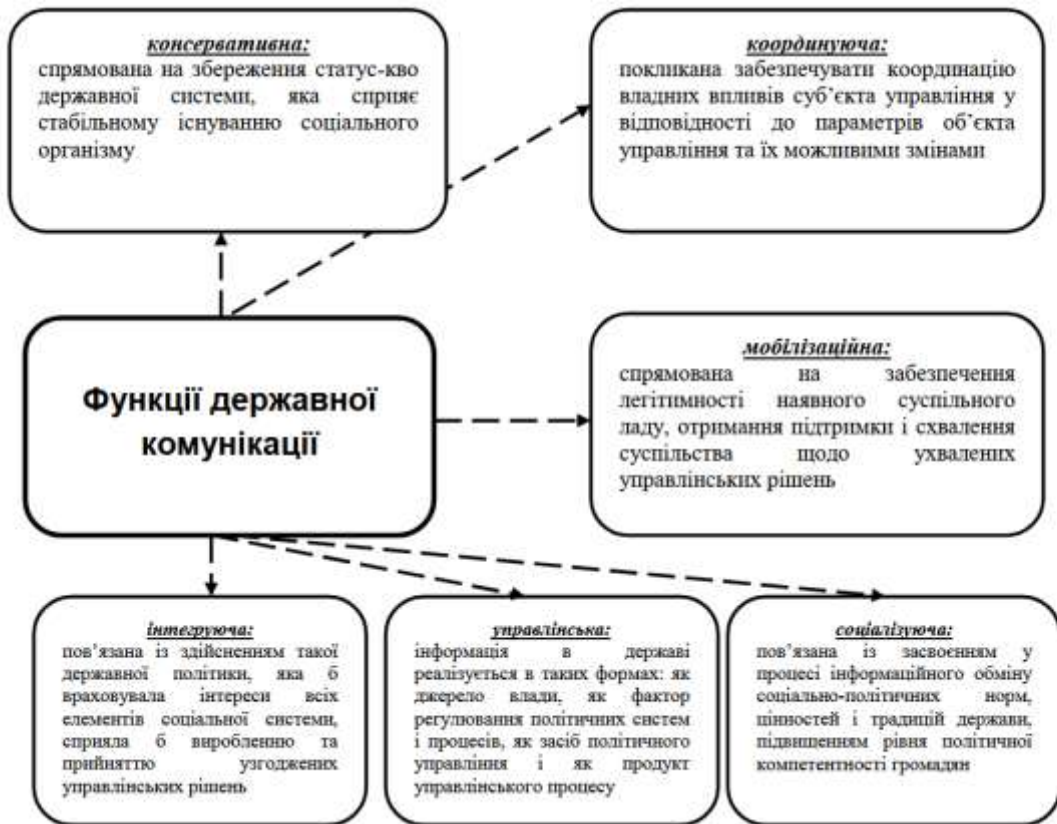 консервативна:
спрямована на збереження статус-кво
державної системи, яка сприяє
стабільному існуванню соціального
організму
координуюча:
покликана забезпечувати координацію
владних впливів суб’єкта управління у
відповідності до параметрів об’єкта
управління та їх можливими змінами
Функції державної
комунікації
мобілізаційна:
спрямована на забезпечення
легітимності наявного суспільного
ладу, отримання підтримки і схвалення
суспільства щодо ухвалених
управлінських рішень
інтегруюча:
пов’язана із здійсненням такої
державної політики, яка б
враховувала інтереси всіх
елементів соціальної системи,
сприяла б виробленню та
прийняттю узгоджених
управлінських рішень
управлінська:
інформація в державі
реалізується в таких формах: як
джерело влади, як фактор
регулювання політичних систем
і процесів, як засіб політичного
управління і як продукт
управлінського процесу
соціалізуюча:
пов’язана із засвоєнням у
процесі інформаційного обміну
соціально-політичних норм,
цінностей і традицій держави,
підвищенням рівня політичної
компетентності громадян